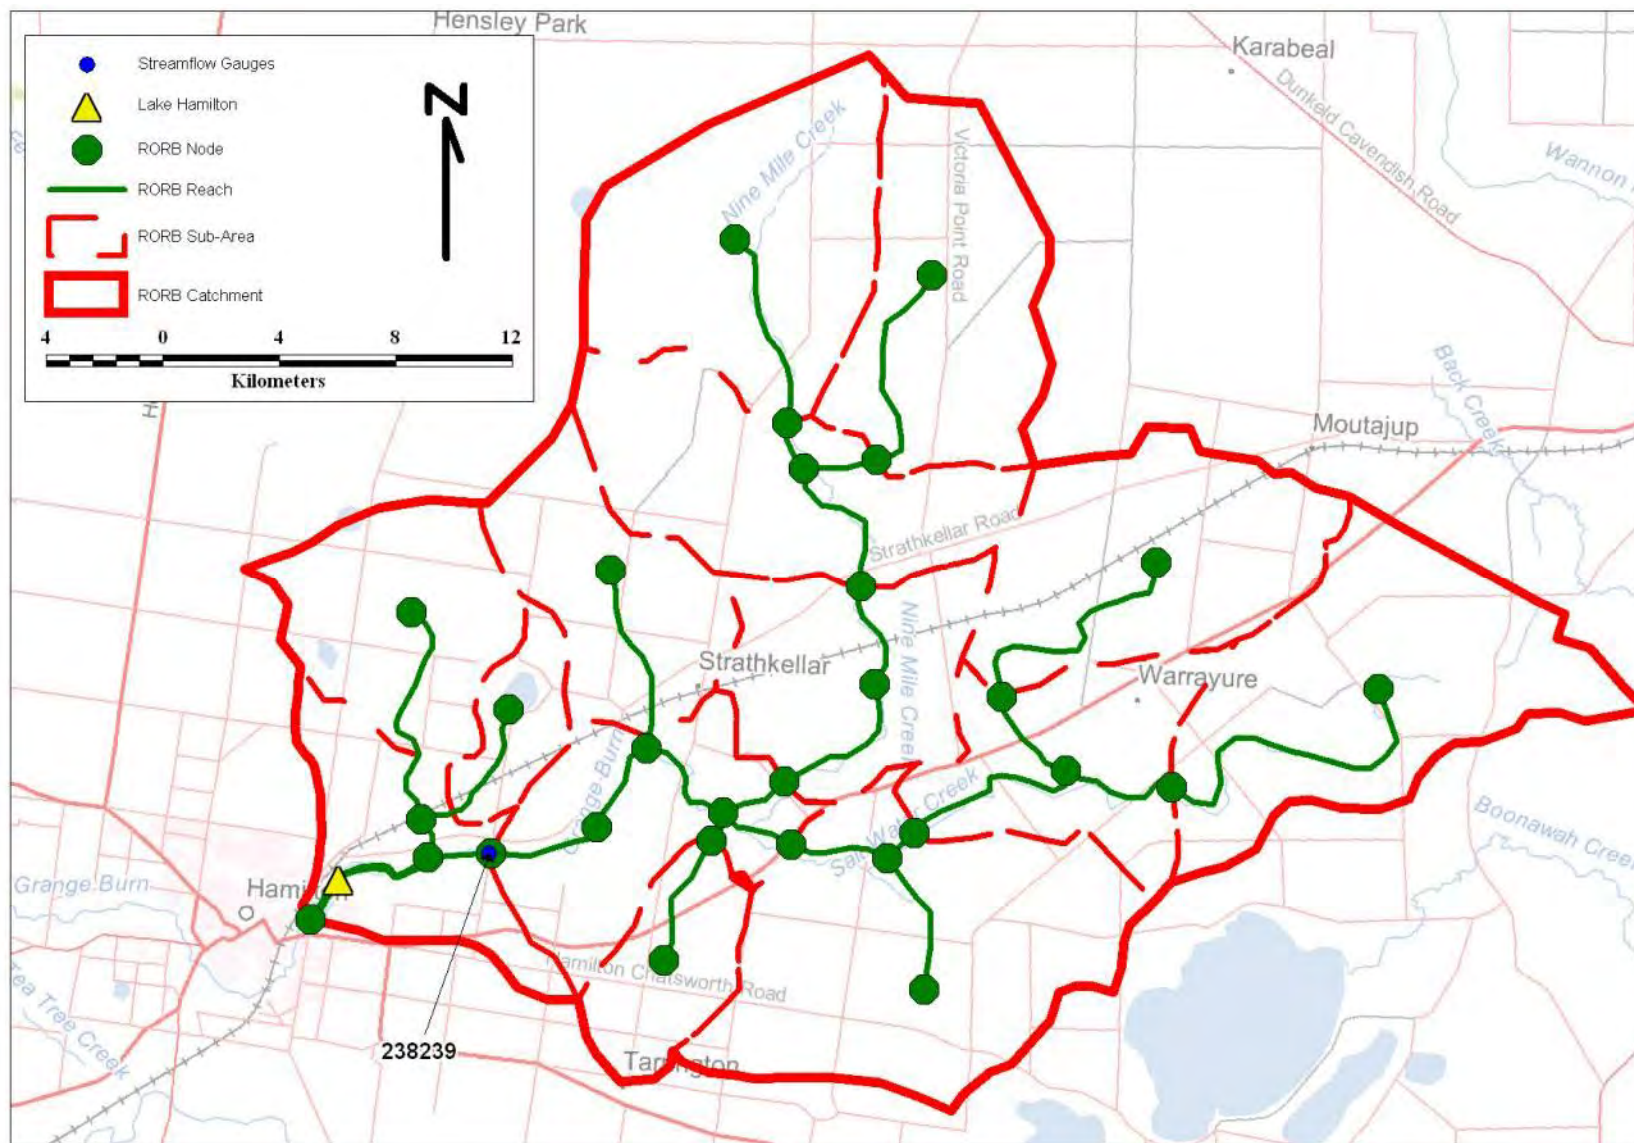 Hensley Park
Karabeal
Dunkeld Cavendish Road
Wannon
Streamflow Gauges
Lake Hamilton
RORB Node
RORB Reach
RORB Sub-Area
RORB Catchment
N
4 0 4 8 12
Kilometers
Nine Mile Creek
Victoria Point Road
Back Creek
Moutajup
Strathkellar Road
Nine Mile Creek
Strathkellar
Warrayure
Grange Burn
Salt Water Creek
Boonawah Creek
Grange Burn
Hamilton
Hamilton Chatsworth Road
Tea Tree Creek
238239
Tarrington